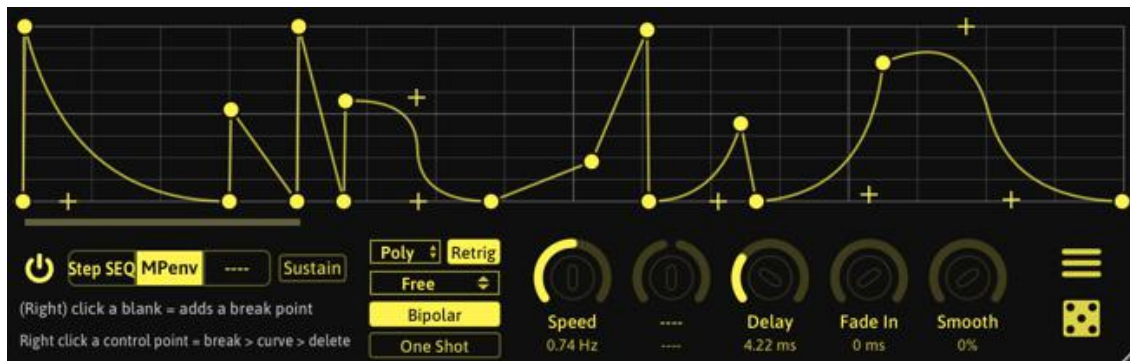 Step SEQ MPenv ---- Sustain
(Right) click a blank = adds a break point
Right click a control point = break > curve > delete
Poly Retrig
Free
Bipolar
One Shot
Speed ---- Delay Fade In Smooth
0.74 Hz ---- 4.22 ms 0 ms 0%